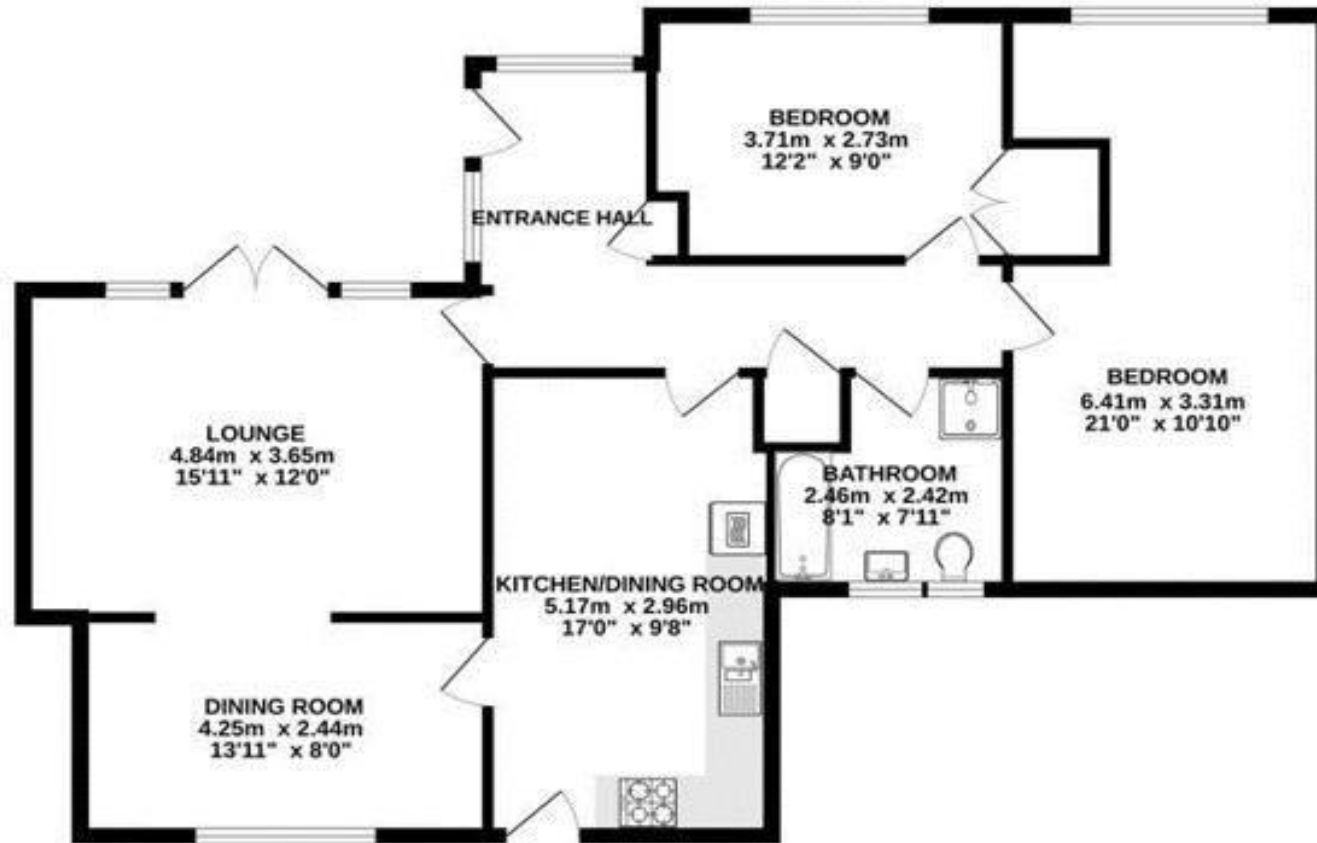 BEDROOM
3.71m x 2.73m
12'2" x 9'0"
ENTRANCE HALL
BEDROOM
6.41m x 3.31m
21'0" x 10'10"
LOUNGE
4.84m x 3.65m
15'11" x 12'0"
BATHROOM
2.46m x 2.42m
8'1" x 7'11"
KITCHEN/DINING ROOM
5.17m x 2.96m
17'0" x 9'8"
DINING ROOM
4.25m x 2.44m
13'11" x 8'0"